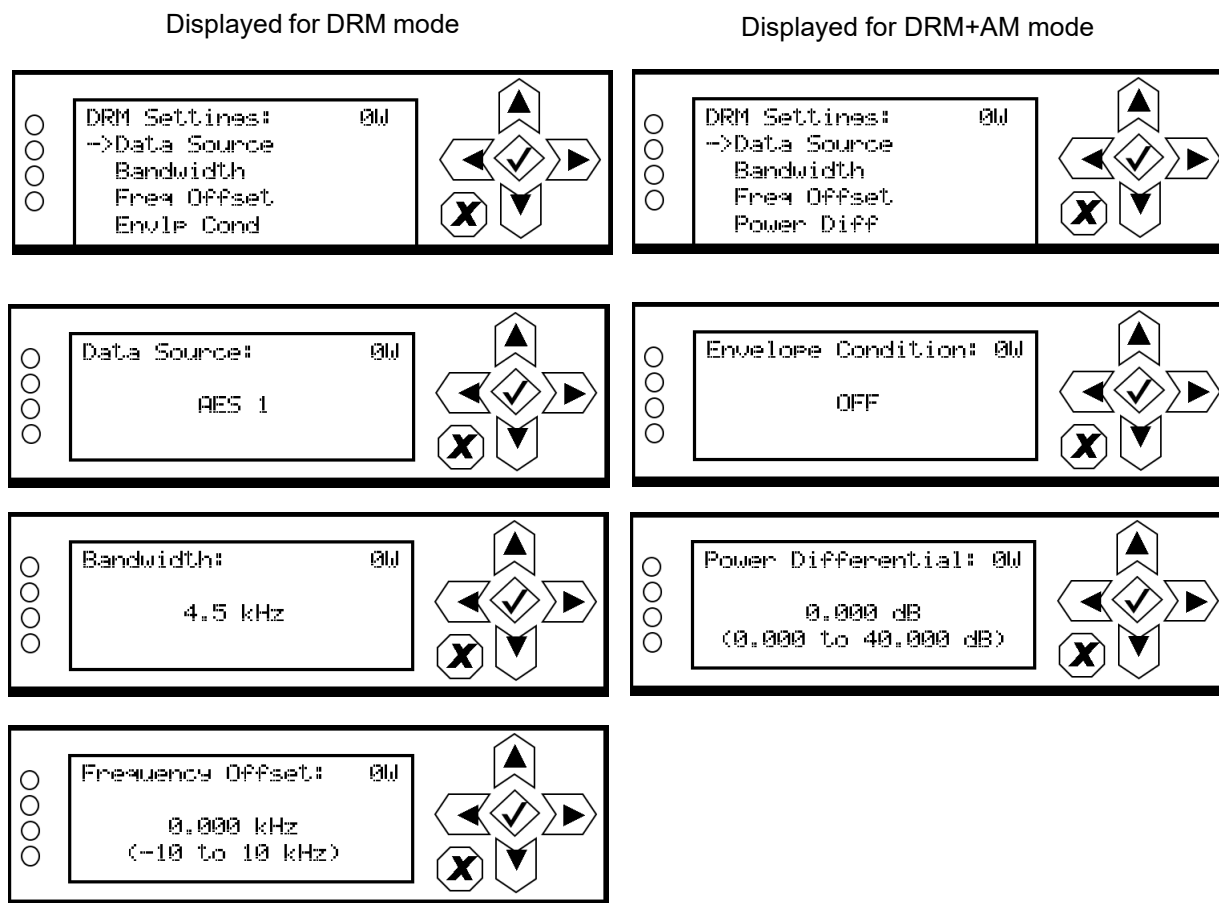 Displayed for DRM mode
DRM Settings: 0W
->Data Source
Bandwidth
Freq Offset
Envlp Cond
Displayed for DRM+AM mode
DRM Settings: 0W
->Data Source
Bandwidth
Freq Offset
Power Diff
Data Source: 0W
AES 1
Envelope Condition: 0W
OFF
Bandwidth: 0W
4.5 kHz
Power Differential: 0W
0.000 dB
(0.000 to 40.000 dB)
Frequency Offset: 0W
0.000 kHz
(-10 to 10 kHz)